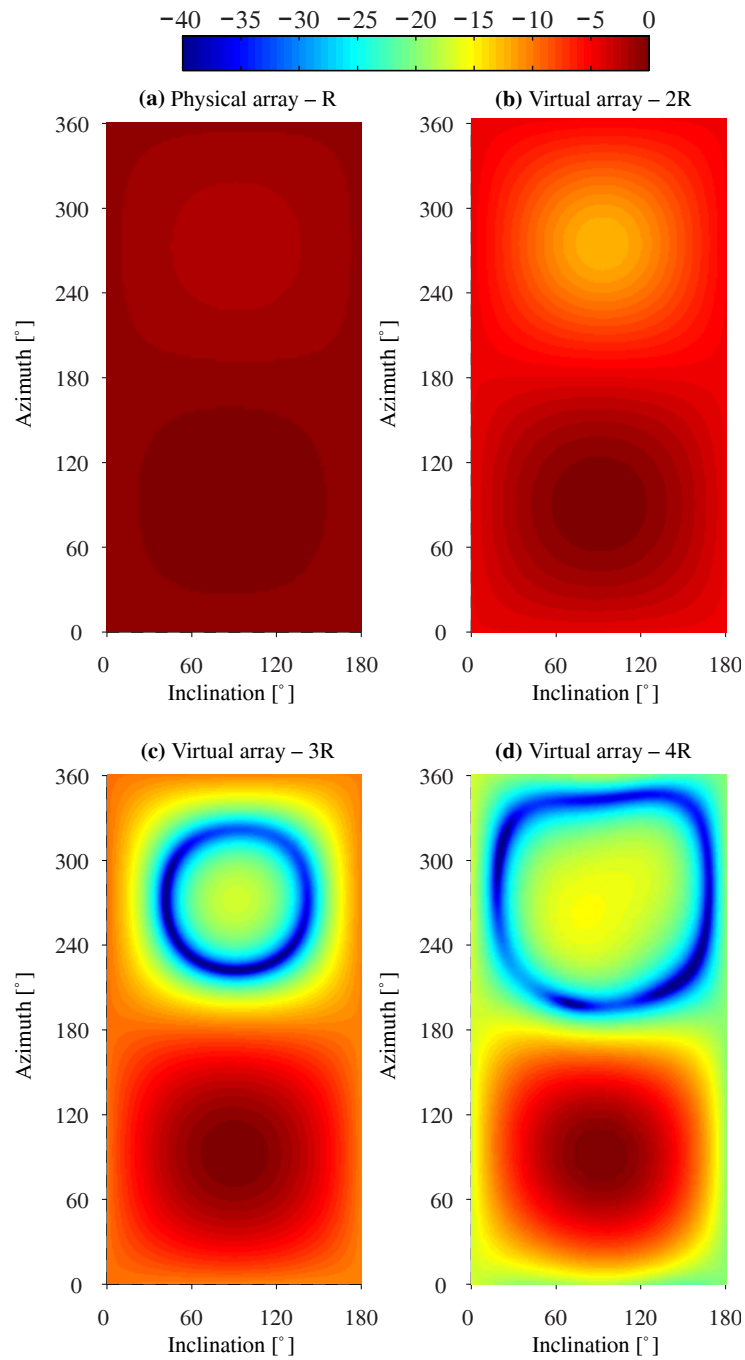 −40 −35 −30 −25 −20 −15 −10 −5 0
(a) Physical array – R
(b) Virtual array – 2R
360
300
240
180
120
60
0
Azimuth [°]
0 60 120 180
Inclination [°]
360
300
240
180
120
60
0
Azimuth [°]
0 60 120 180
Inclination [°]
(c) Virtual array – 3R
(d) Virtual array – 4R
360
300
240
180
120
60
0
Azimuth [°]
0 60 120 180
Inclination [°]
360
300
240
180
120
60
0
Azimuth [°]
0 60 120 180
Inclination [°]